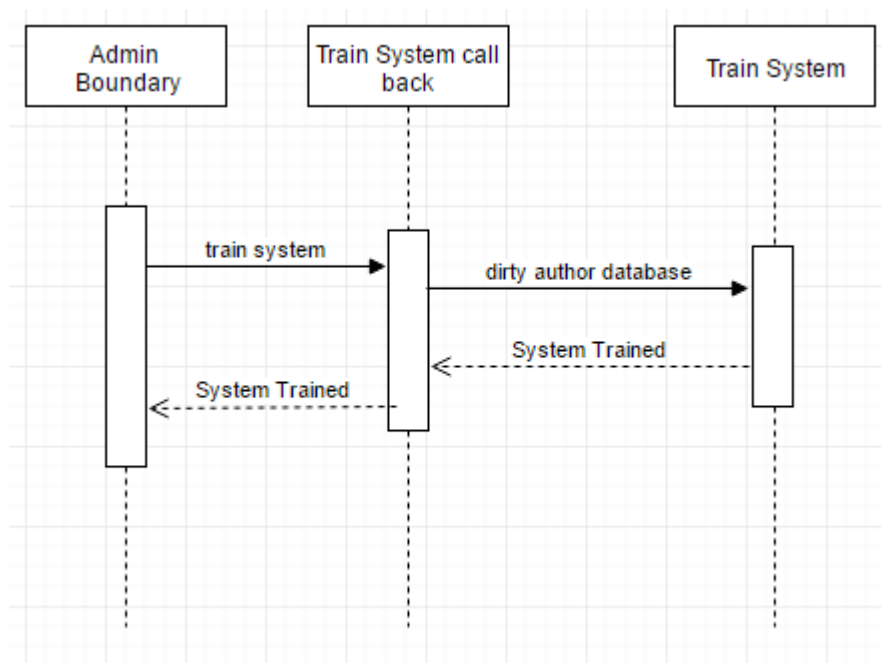 Admin
Boundary
Train System call
back
Train System
train system
dirty author database
System Trained
System Trained